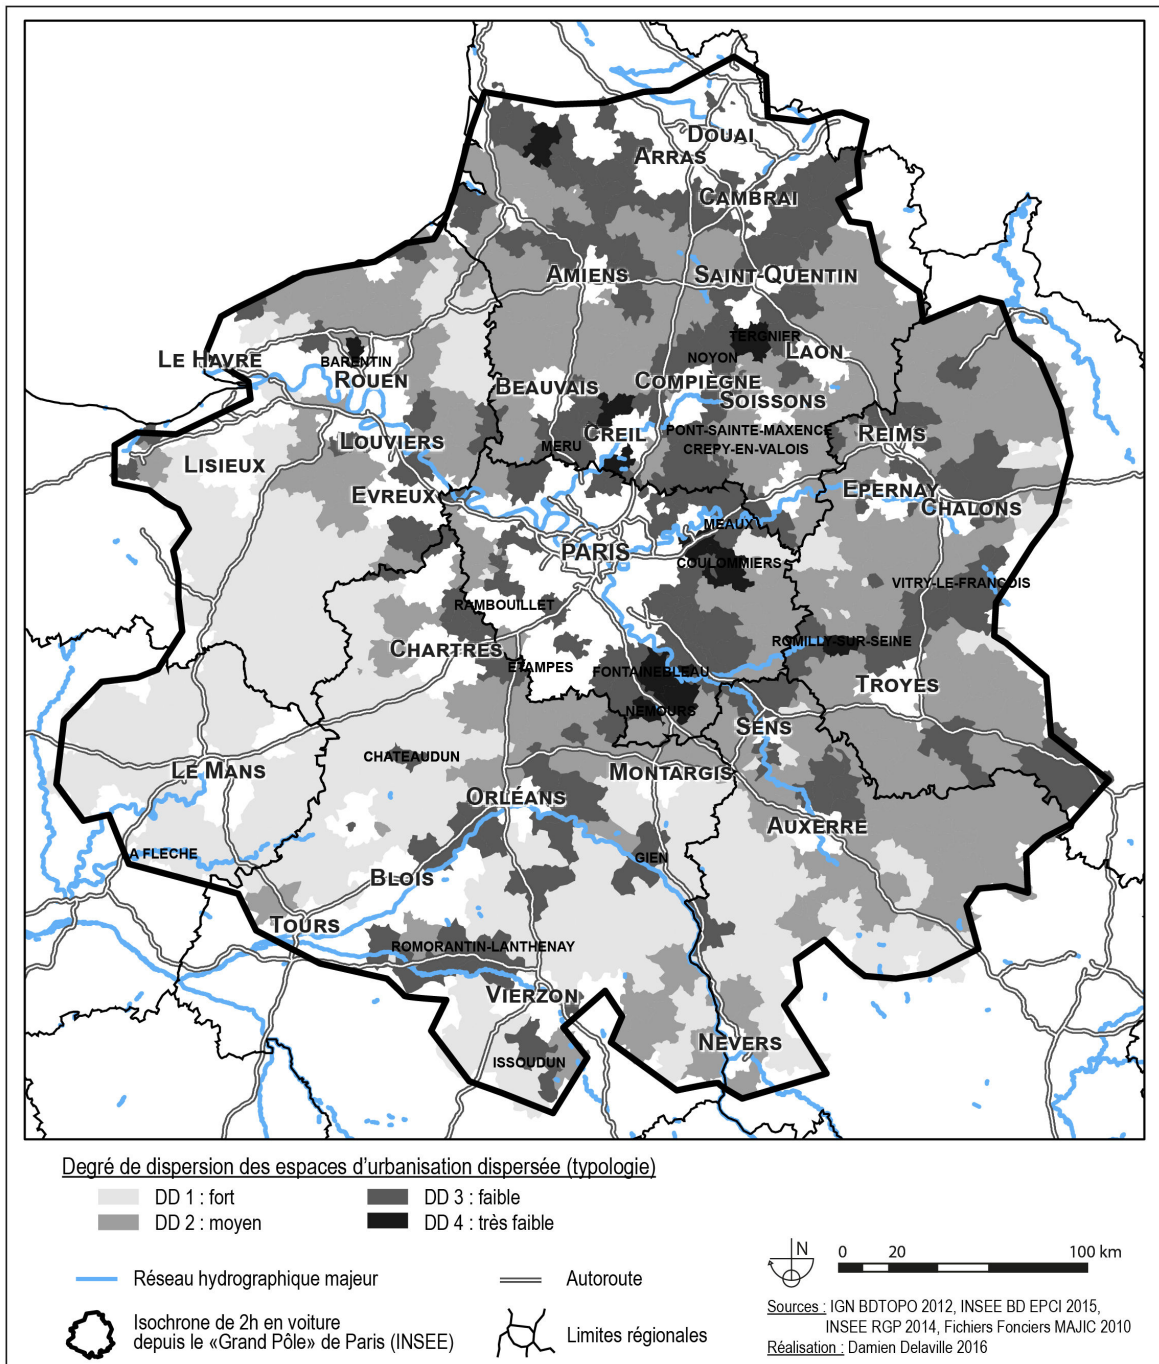 DOUAI
ARRAS
CAMBRAI
AMIENS
SAINT-QUENTIN
TERGNIER
LE HAVRE
BARENTIN
ROUEN
NOYON
LAON
BEAUVAIS
COMPIÈGNE
SOISSONS
LOUVIERS
MERU
CREIL
PONT-SAINTE-MAXENCE
CREPY-EN-VALOIS
REIMS
LISIEUX
EVREUX
EPERNAY
CHALONS
MEAUX
PARIS
COULOMMIERS
VITRY-LE-FRANÇOIS
RAMBOUILLET
CHARTRES
ETAMPES
FONTAINEBLEAU
ROMILLY-SUR-SEINE
TROYES
NEMOURS
SENS
CHATEAUDUN
LE MANS
MONTARGIS
ORLÉANS
AUXERRE
A FLECHE
BLOIS
GIEN
TOURS
ROMORANTIN-LANTHENAY
VIERZON
ISSOUDUN
NEVERS
Degré de dispersion des espaces d'urbanisation dispersée (typologie)
DD 1 : fort
DD 3 : faible
DD 2 : moyen
DD 4 : très faible
Réseau hydrographique majeur
Autoroute
Isochrone de 2h en voiture
depuis le «Grand Pôle» de Paris (INSEE)
Limites régionales
N
0 20 100 km
Sources : IGN BDTOPO 2012, INSEE BD EPCI 2015,
INSEE RGP 2014, Fichiers Fonciers MAJIC 2010
Réalisation : Damien Delaville 2016